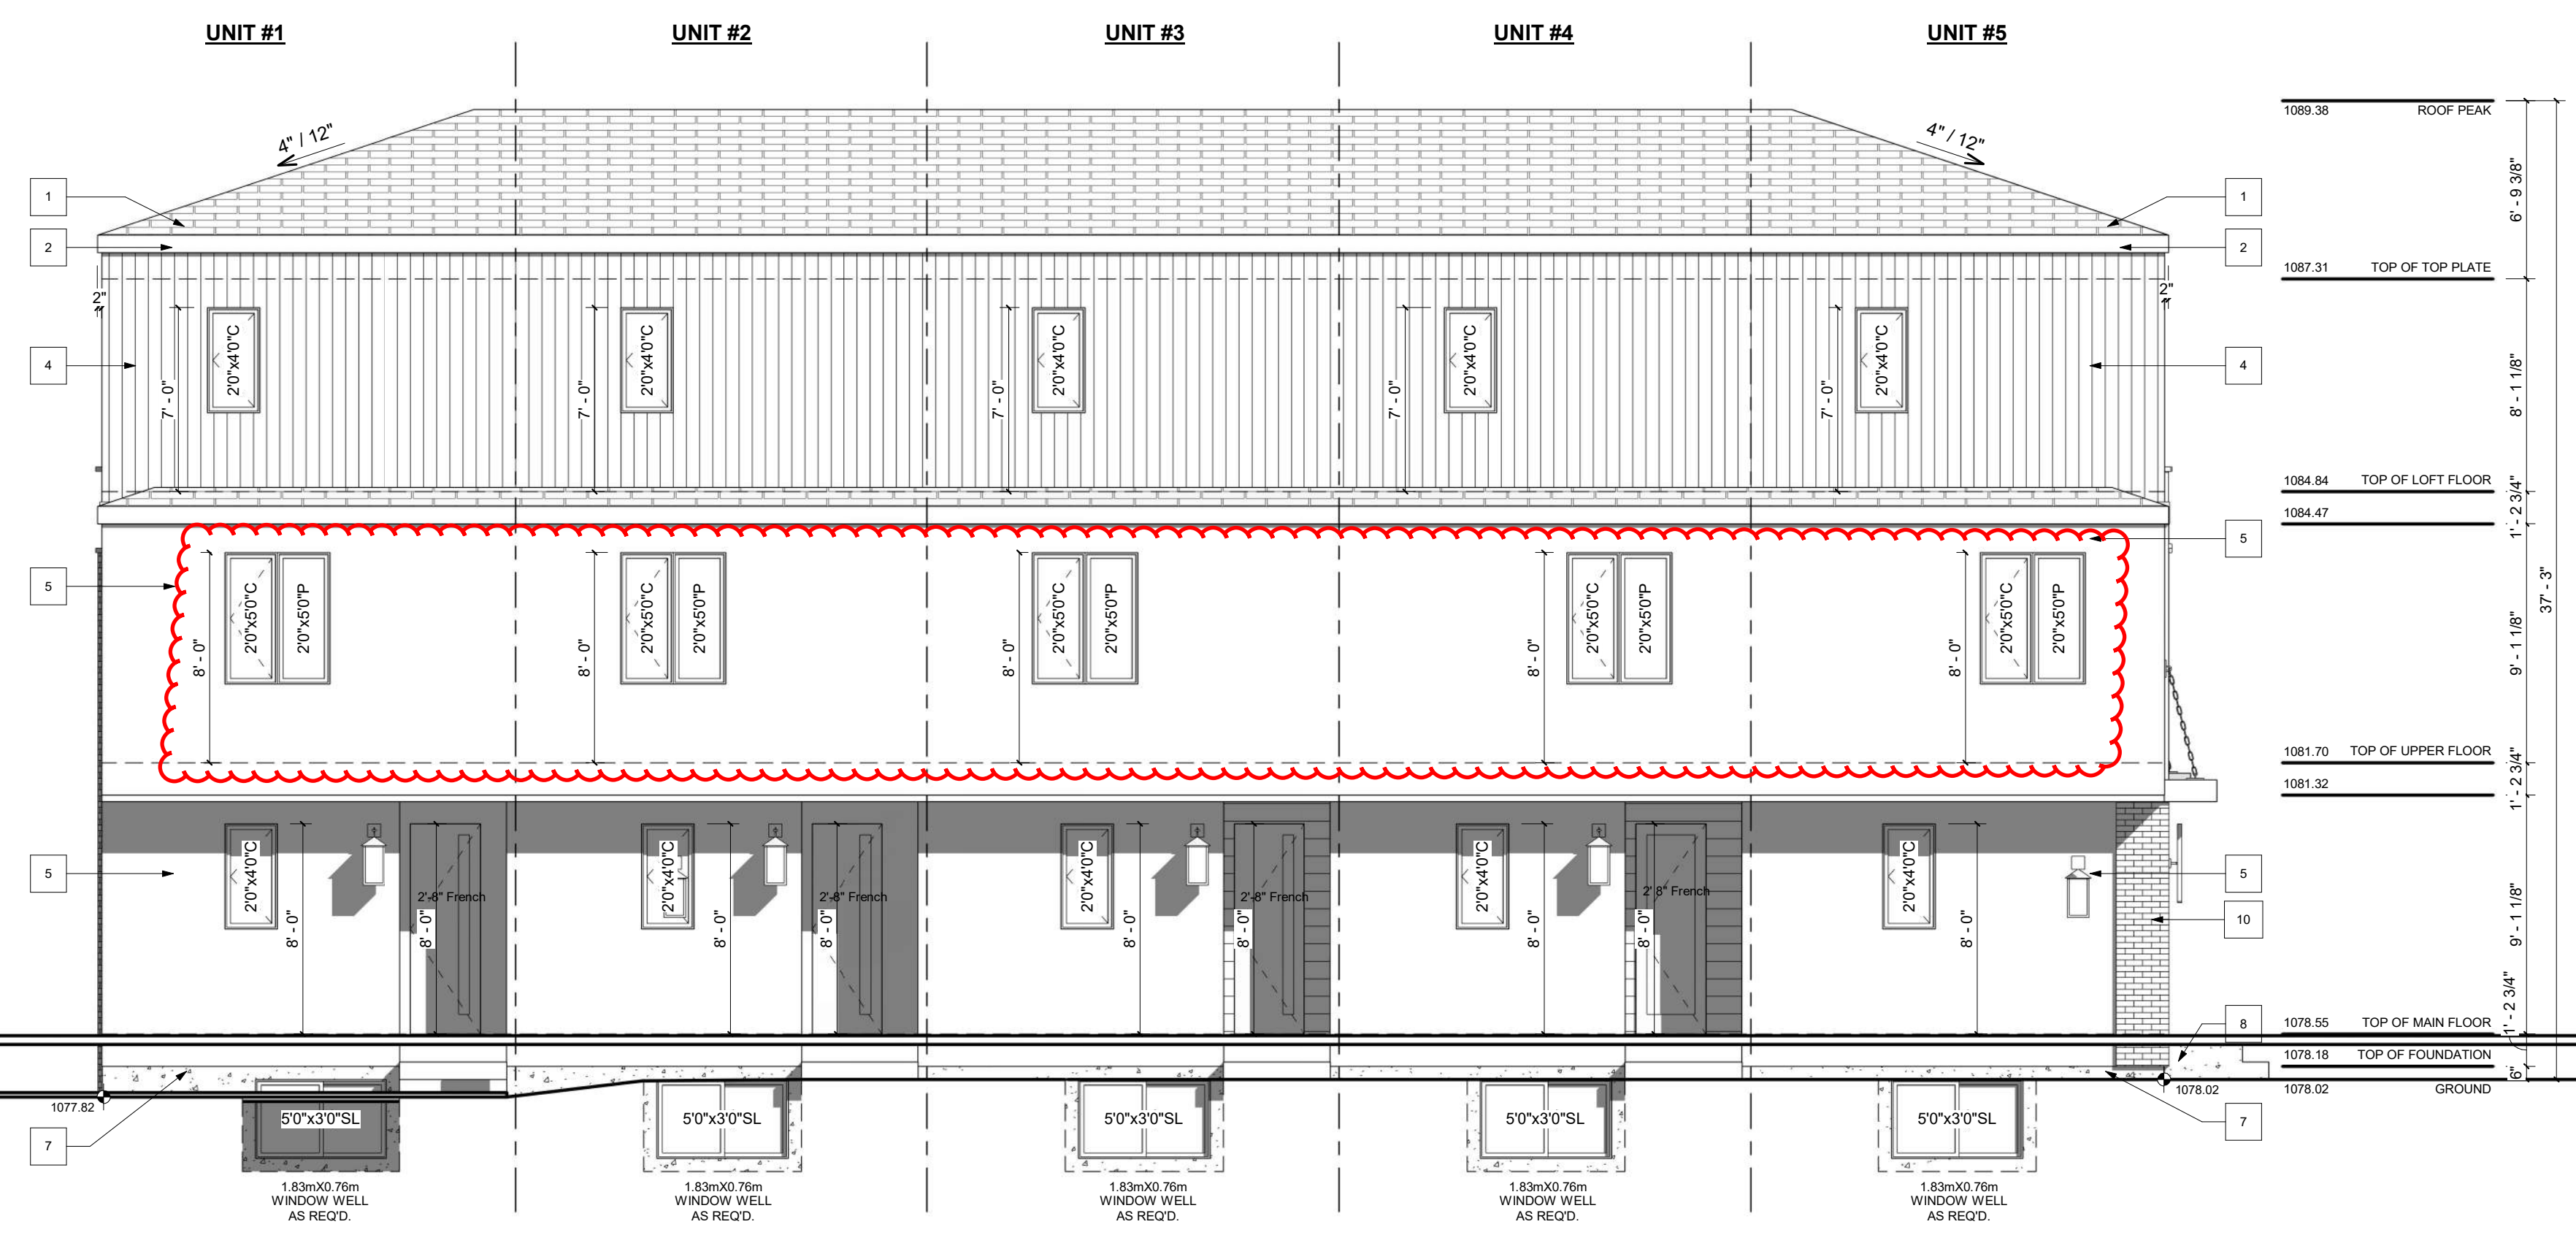 UNIT #1 UNIT #2 UNIT #3 UNIT #4 UNIT #5
1089.38 ROOF PEAK
4" / 12" 4" / 12"
6' - 9 3/8"
1 1
2 2
1087.31 TOP OF TOP PLATE
2" 2"
2'0"x4'0"C 2'0"x4'0"C 2'0"x4'0"C 2'0"x4'0"C 2'0"x4'0"C
4 4
8' - 1 1/8"
7' - 0" 7' - 0" 7' - 0" 7' - 0" 7' - 0"
1084.84 TOP OF LOFT FLOOR
1' - 2 3/4"
1084.47
5
5
37' - 3"
2'0"x5'0"C 2'0"x5'0"P 2'0"x5'0"C 2'0"x5'0"P 2'0"x5'0"C 2'0"x5'0"P 2'0"x5'0"C 2'0"x5'0"P 2'0"x5'0"C 2'0"x5'0"P
9' - 1 1/8"
8' - 0" 8' - 0" 8' - 0" 8' - 0" 8' - 0"
1081.70 TOP OF UPPER FLOOR
1' - 2 3/4"
1081.32
5 5
2'0"x4'0"C 2'0"x4'0"C 2'0"x4'0"C 2'0"x4'0"C 2'0"x4'0"C
2'-8" French 2'-8" French 2'-8" French 2' 8" French
10
9' - 1 1/8"
8' - 0" 8' - 0" 8' - 0" 8' - 0" 8' - 0" 8' - 0" 8' - 0" 8' - 0" 8' - 0"
1' - 2 3/4"
8
1078.55 TOP OF MAIN FLOOR
1078.18 TOP OF FOUNDATION
6"
1078.02
1078.02 GROUND
1077.82
5'0"x3'0"SL 5'0"x3'0"SL 5'0"x3'0"SL 5'0"x3'0"SL 5'0"x3'0"SL
7 7
1.83mX0.76m 1.83mX0.76m 1.83mX0.76m 1.83mX0.76m 1.83mX0.76m
WINDOW WELL WINDOW WELL WINDOW WELL WINDOW WELL WINDOW WELL
AS REQ'D. AS REQ'D. AS REQ'D. AS REQ'D. AS REQ'D.